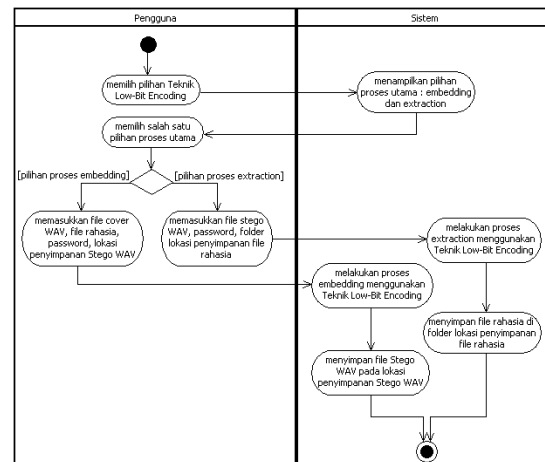 Pengguna
Sistem
memilih pilihan Teknik
Low-Bit Encoding
menampilkan pilihan
proses utama : embedding
dan extraction
memilih salah satu
pilihan proses utama
[pilihan proses embedding]
[pilihan proses extraction]
memasukkan file cover
WAV, file rahasia,
password, lokasi
penyimpanan Stego WAV
memasukkan file stego
WAV, password, folder
lokasi penyimpanan file
rahasia
melakukan proses
extraction menggunakan
Teknik Low-Bit Encoding
melakukan proses
embedding menggunakan
Teknik Low-Bit Encoding
menyimpan file rahasia di
folder lokasi penyimpanan
file rahasia
menyimpan file Stego
WAV pada lokasi
penyimpanan Stego WAV